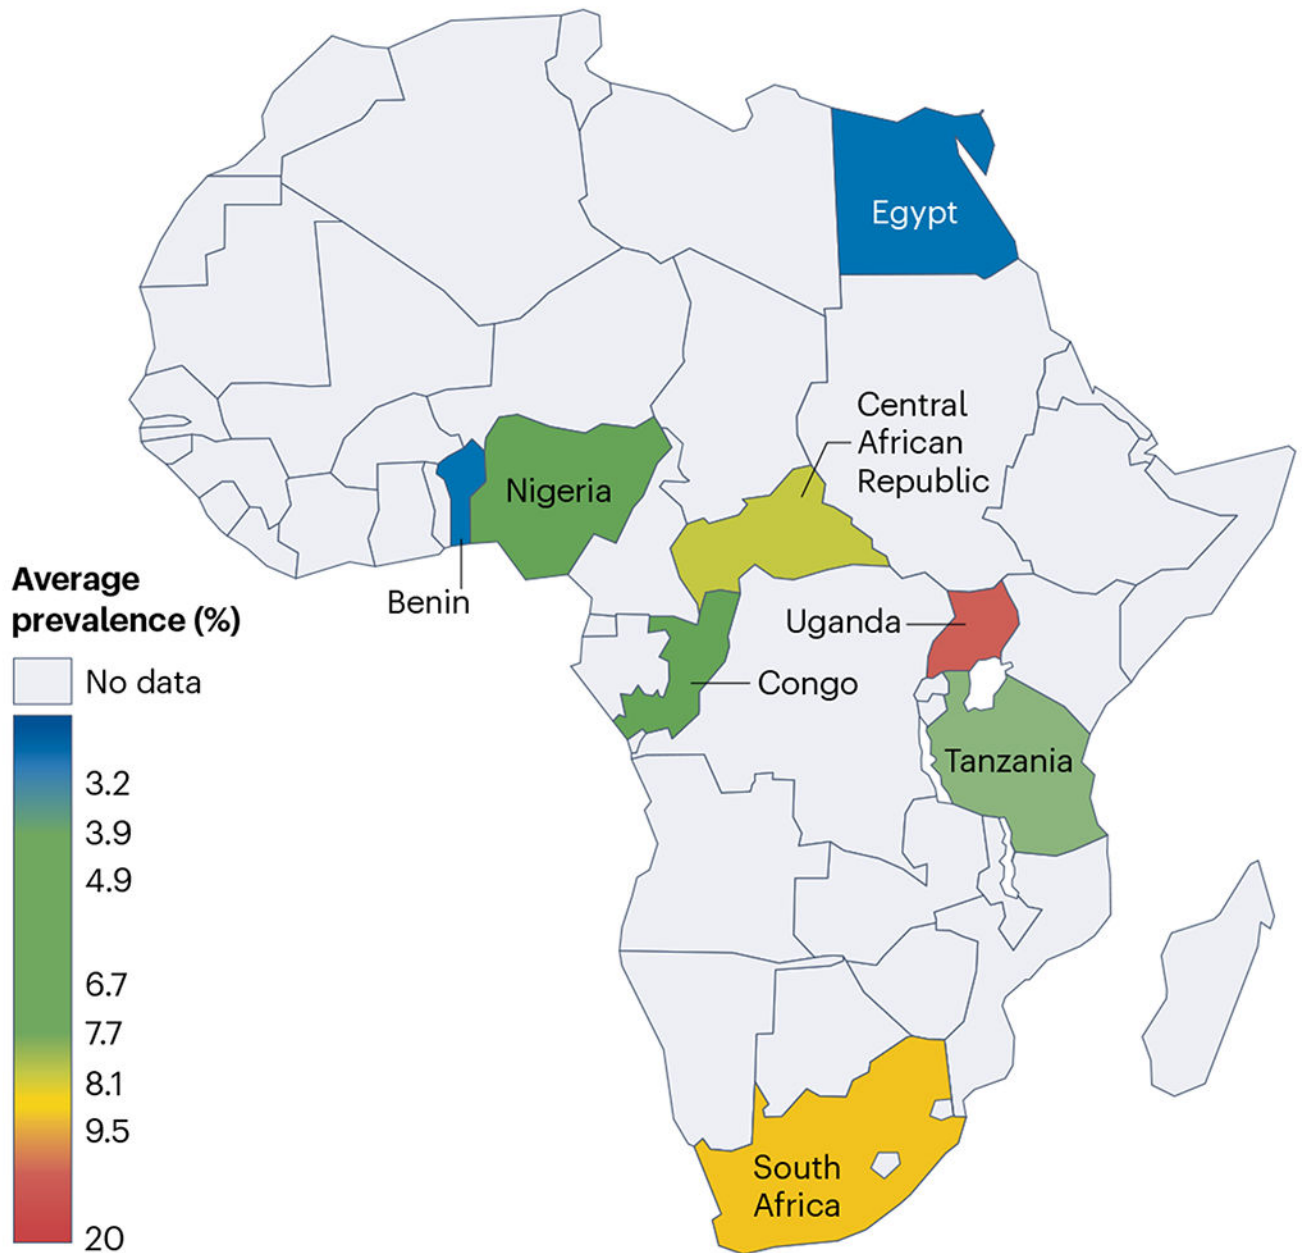 Egypt
Central
African
Republic
Nigeria
Benin
Uganda
Congo
Tanzania
South
Africa
Average
prevalence (%)
No data
3.2
3.9
4.9
6.7
7.7
8.1
9.5
20